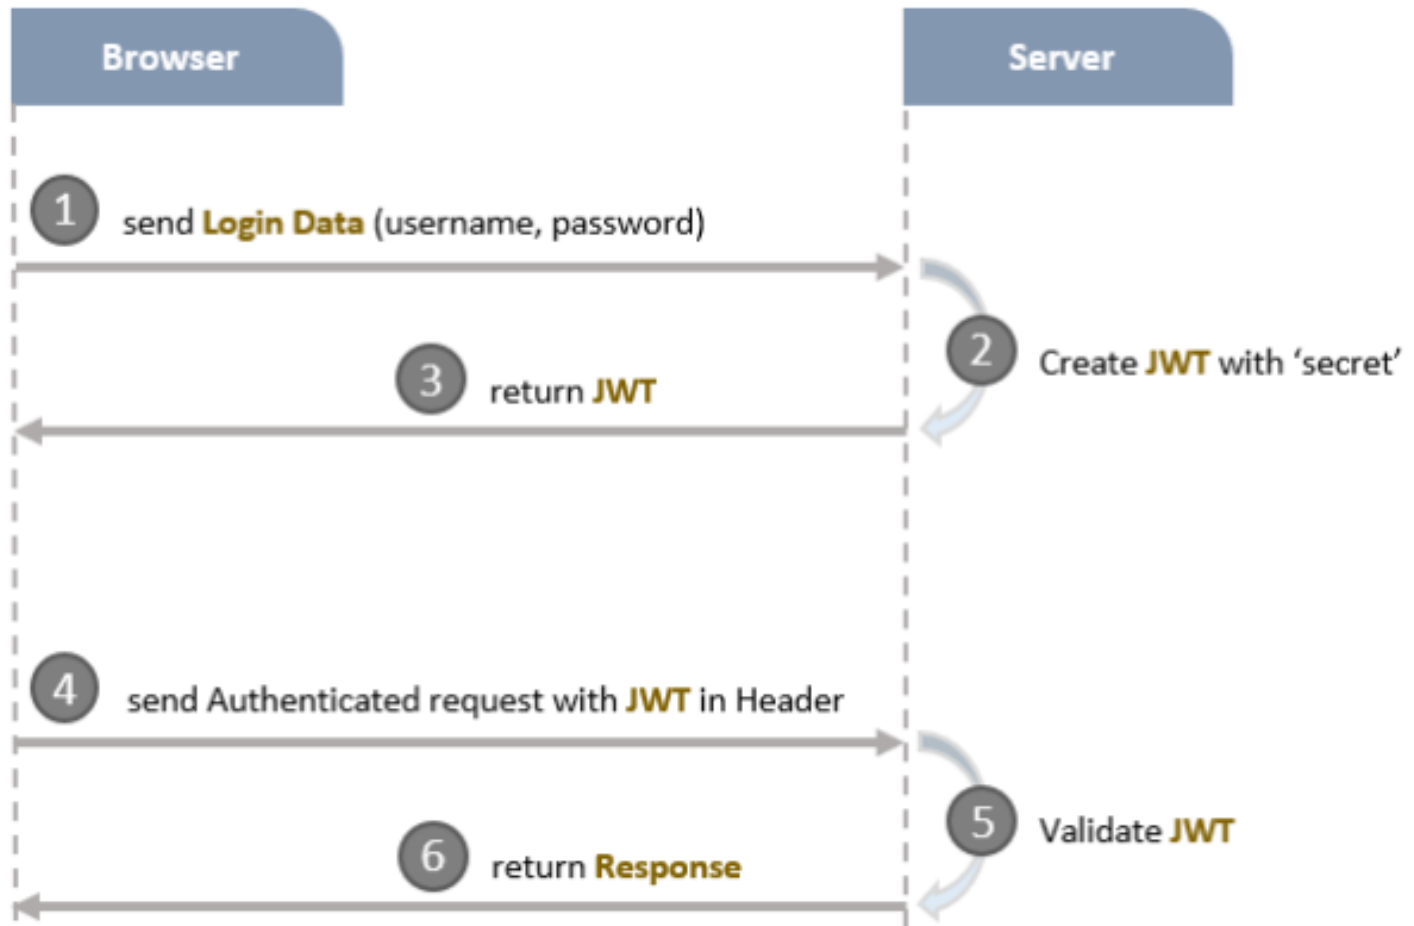 Browser
Server
1 send Login Data (username, password)
2 Create JWT with ‘secret’
3 return JWT
4 send Authenticated request with JWT in Header
5 Validate JWT
6 return Response